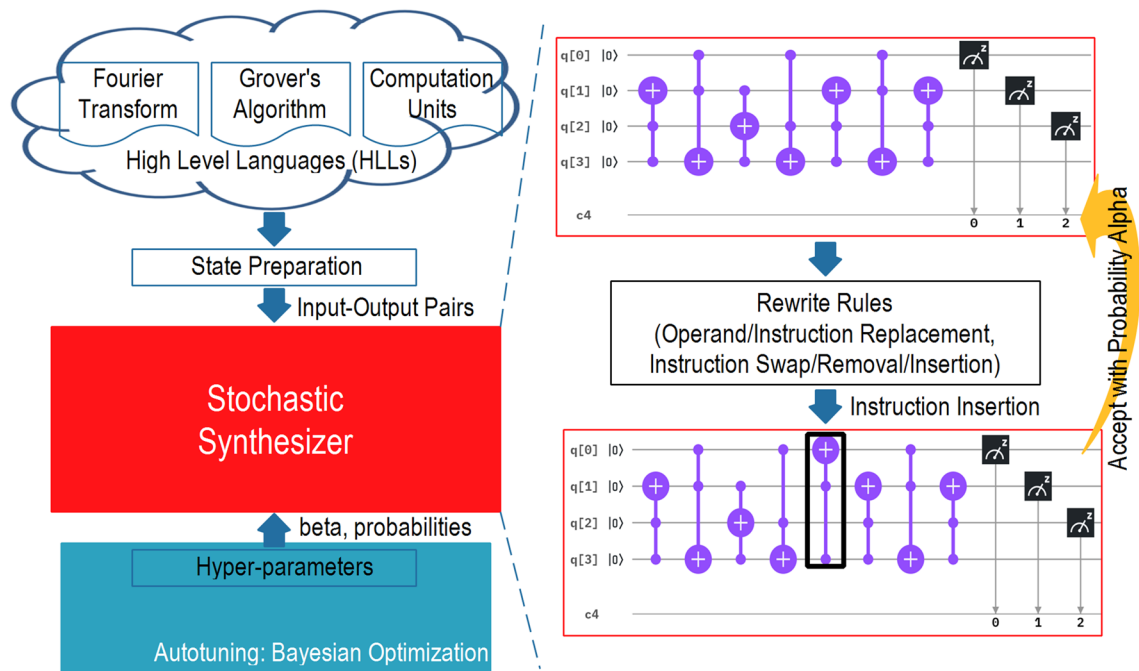 Fourier
Transform
Grover's
Algorithm
Computation
Units
High Level Languages (HLLs)
State Preparation
Input-Output Pairs
Stochastic
Synthesizer
beta, probabilities
Hyper-parameters
Autotuning: Bayesian Optimization
q[0] |0⟩
z
q[1] |0⟩
z
q[2] |0⟩
z
q[3] |0⟩
c4
0 1 2
Rewrite Rules
(Operand/Instruction Replacement,
Instruction Swap/Removal/Insertion)
Instruction Insertion
Accept with Probability Alpha
q[0] |0⟩
z
q[1] |0⟩
z
q[2] |0⟩
z
q[3] |0⟩
c4
0 1 2